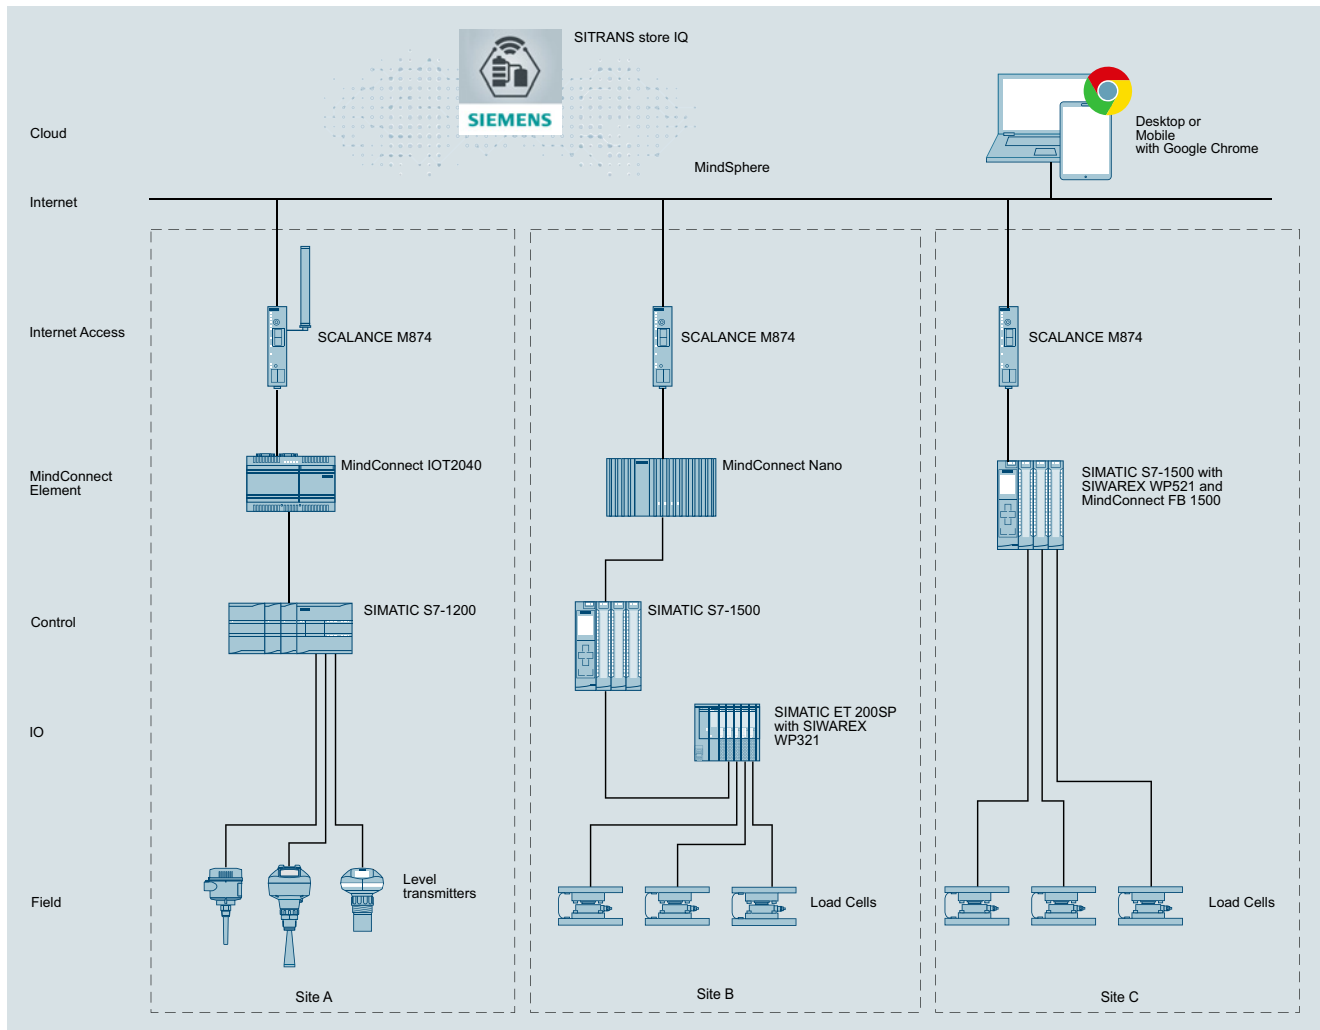 SITRANS store IQ
SIEMENS
Cloud
Desktop or
Mobile
with Google Chrome
MindSphere
Internet
Internet Access
SCALANCE M874
SCALANCE M874
SCALANCE M874
MindConnect
Element
MindConnect IOT2040
MindConnect Nano
SIMATIC S7-1500 with
SIWAREX WP521 and
MindConnect FB 1500
Control
SIMATIC S7-1200
SIMATIC S7-1500
IO
SIMATIC ET 200SP
with SIWAREX
WP321
Field
Level
transmitters
Load Cells
Load Cells
Site A
Site B
Site C